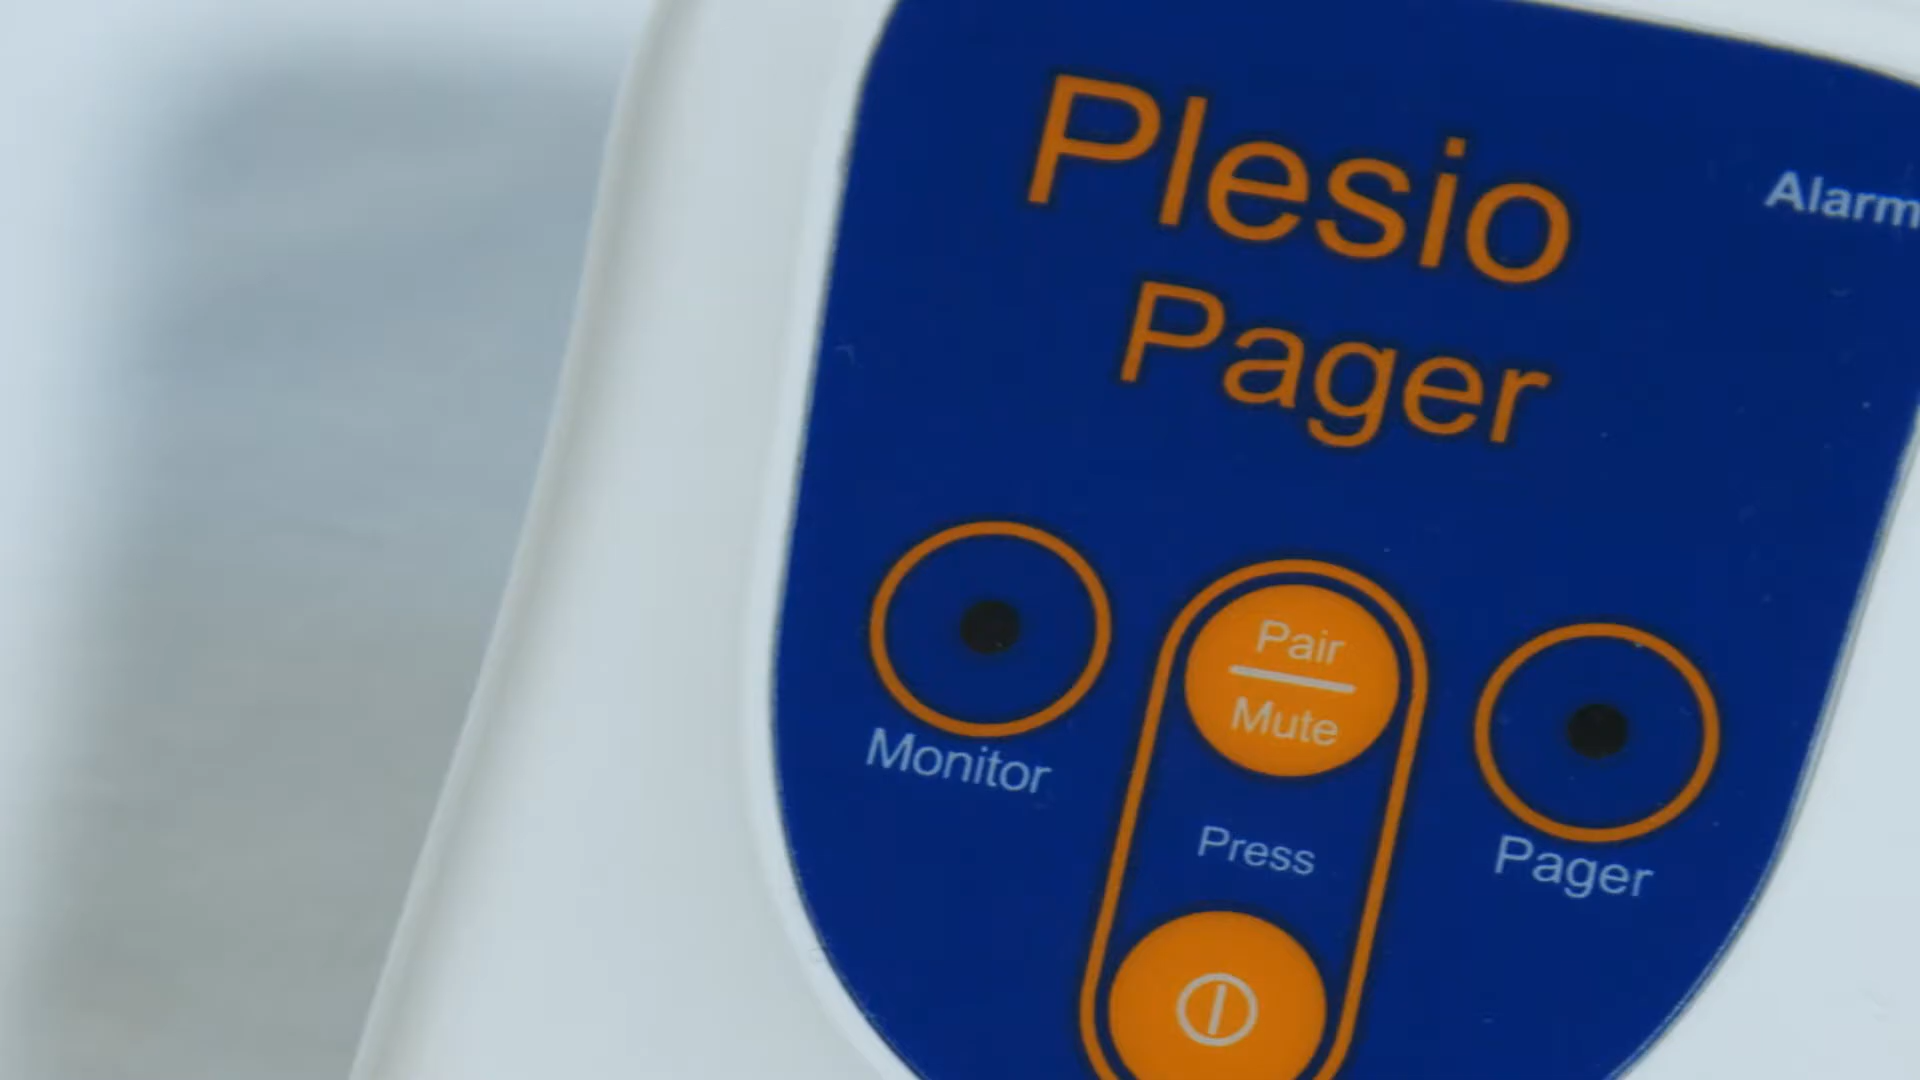 Plesio
Pager
Alarm
Monitor
Pair
Mute
Press
Pager